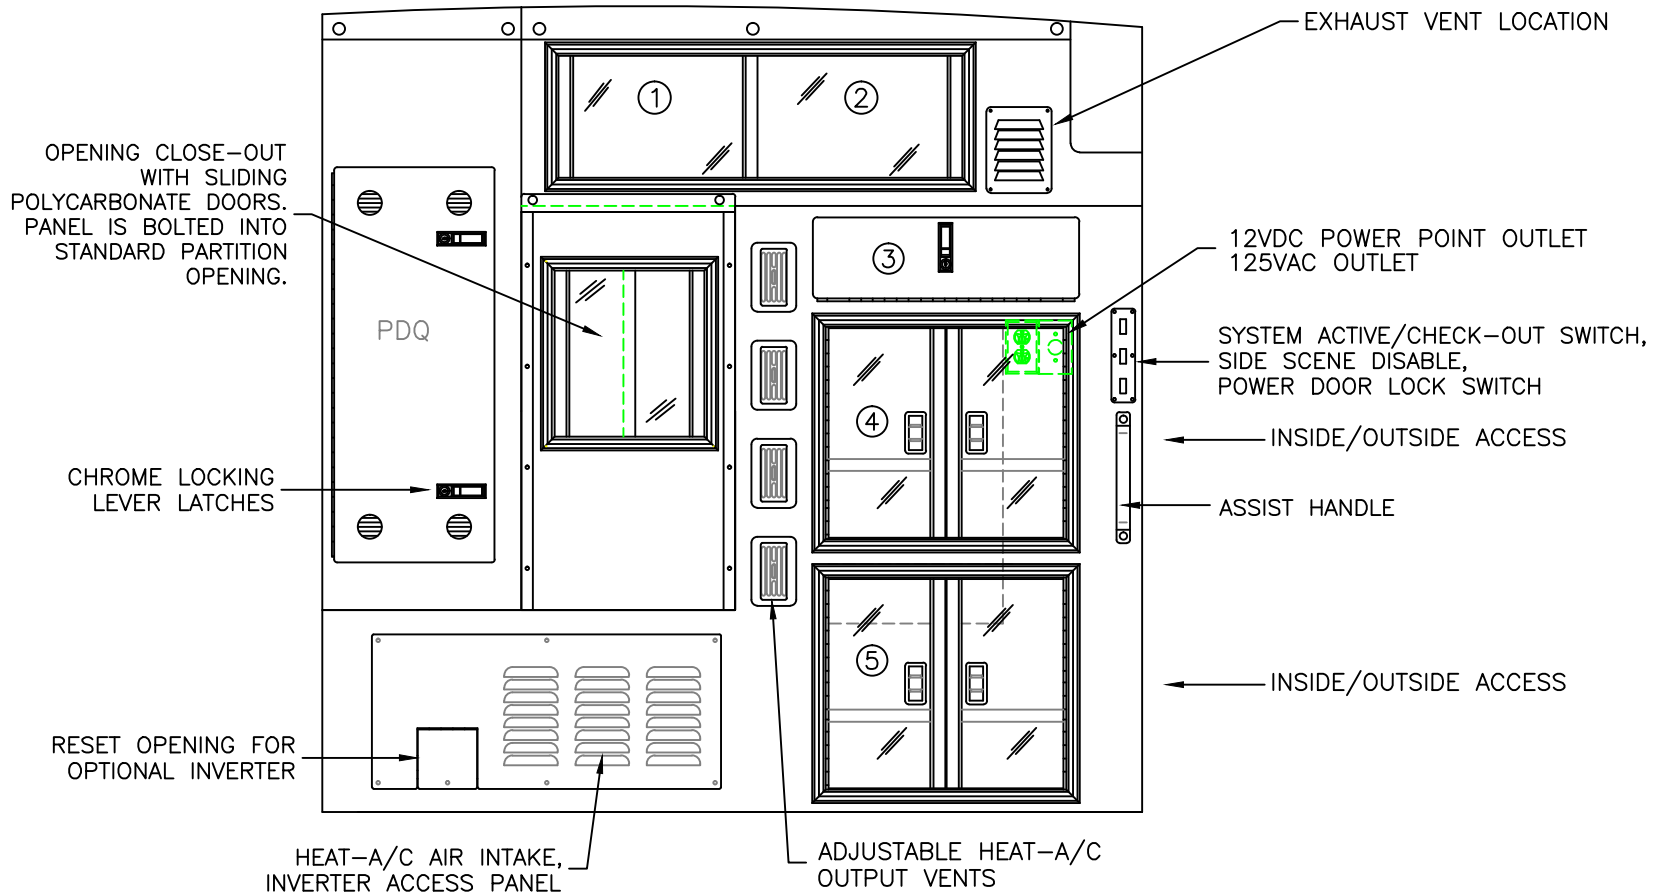 EXHAUST VENT LOCATION
①
②
OPENING CLOSE-OUT
WITH SLIDING
POLYCARBONATE DOORS.
PANEL IS BOLTED INTO
STANDARD PARTITION
OPENING.
③
12VDC POWER POINT OUTLET
125VAC OUTLET
PDQ
SYSTEM ACTIVE/CHECK-OUT SWITCH,
SIDE SCENE DISABLE,
POWER DOOR LOCK SWITCH
④
INSIDE/OUTSIDE ACCESS
CHROME LOCKING
LEVER LATCHES
ASSIST HANDLE
⑤
INSIDE/OUTSIDE ACCESS
RESET OPENING FOR
OPTIONAL INVERTER
HEAT-A/C AIR INTAKE,
INVERTER ACCESS PANEL
ADJUSTABLE HEAT-A/C
OUTPUT VENTS